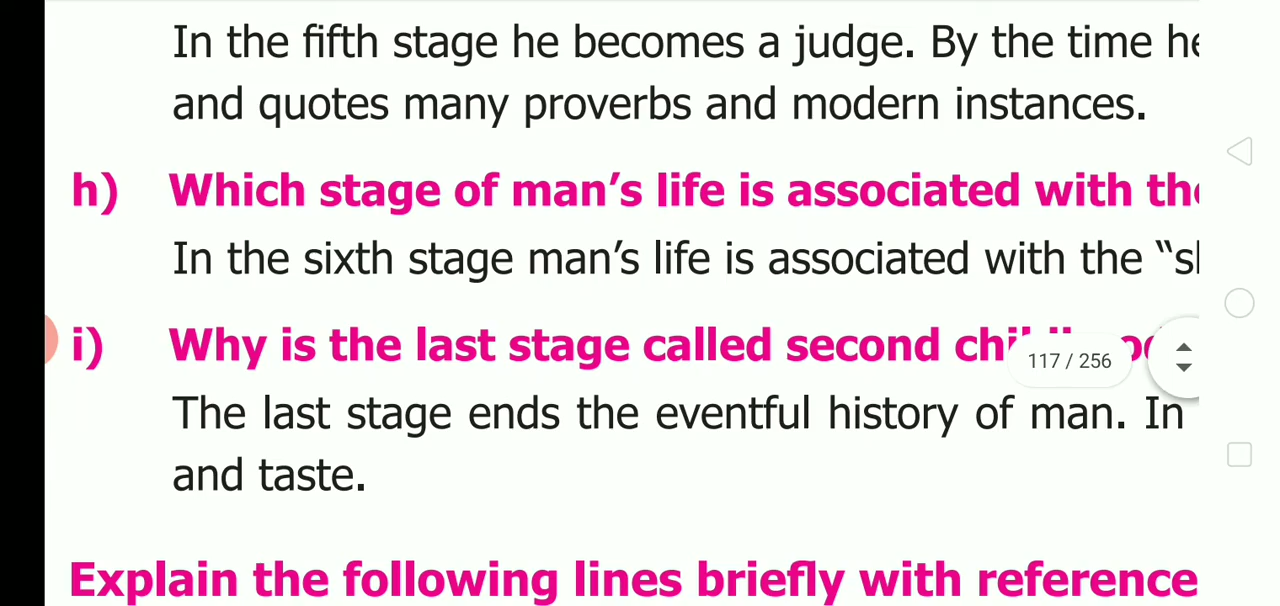 In the fifth stage he becomes a judge. By the time
and quotes many proverbs and modern instances.
h) Which stage of man's life is associated with
In the sixth stage man's life is associated with the
i) Why is the last stage called second
117 / 256
The last stage ends the eventful history of man. In
and taste.
Explain the following lines briefly with reference